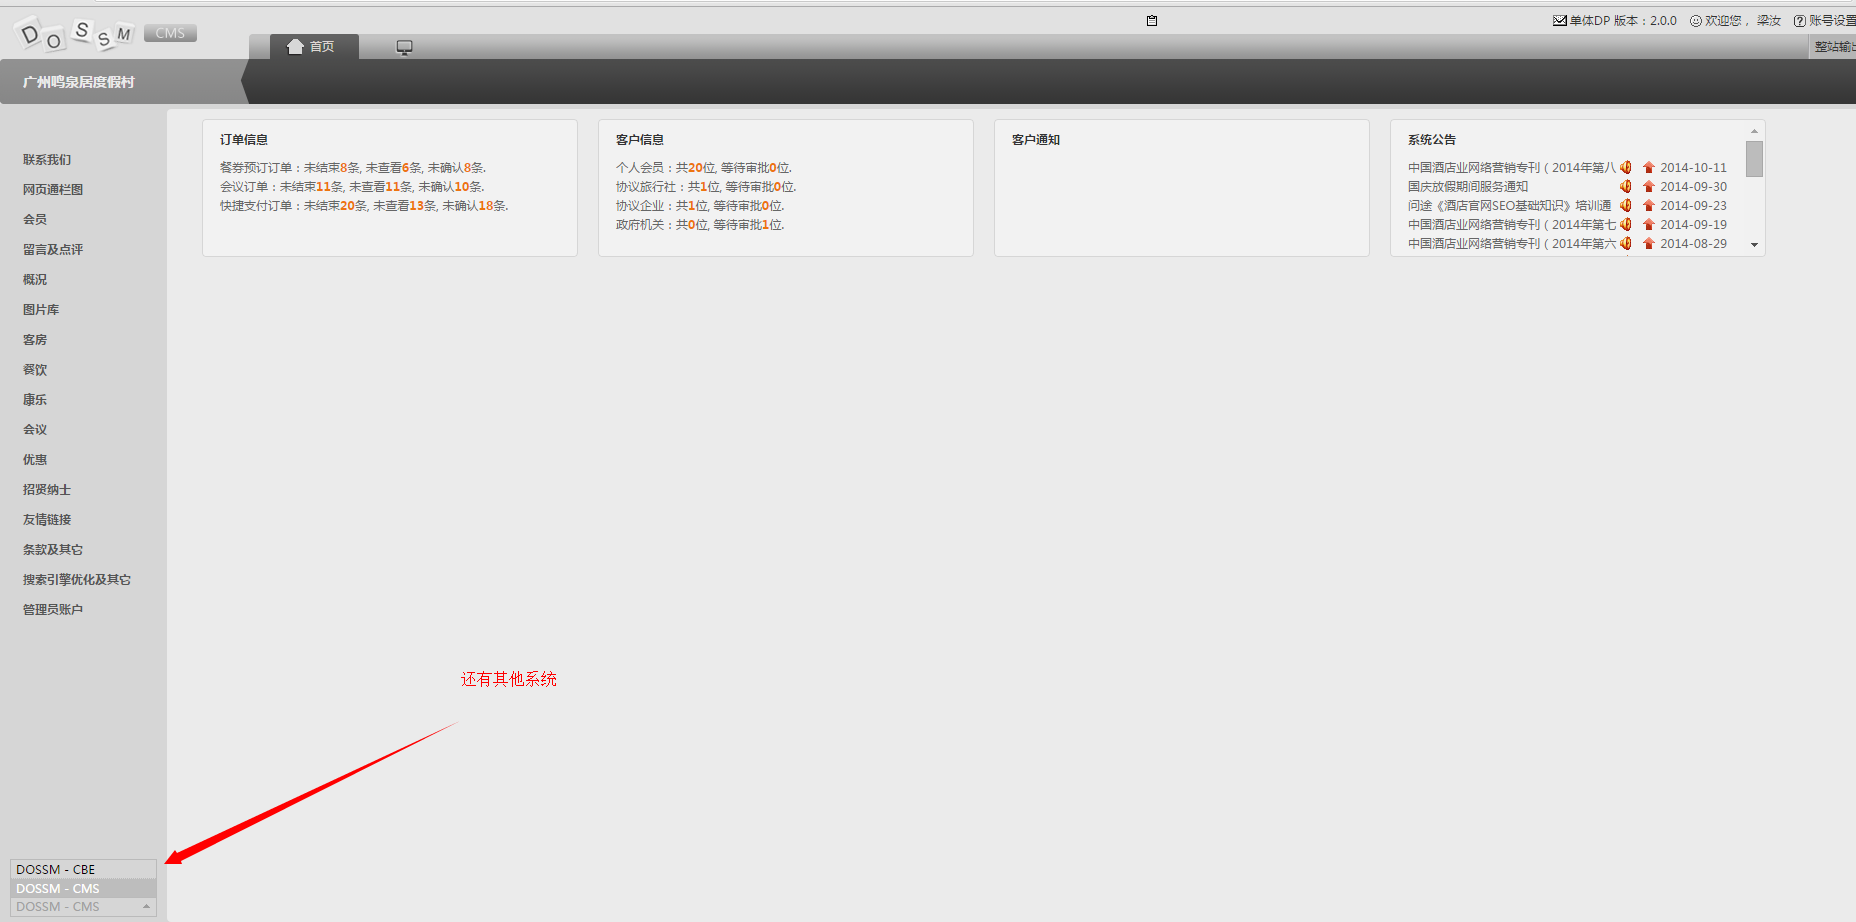 DOSSM CMS
单体DP 版本：2.0.0 欢迎您， 梁汝 账号设置
首页
整站输出
广州鸣泉居度假村
联系我们
网页通栏图
会员
留言及点评
概况
图片库
客房
餐饮
康乐
会议
优惠
招贤纳士
友情链接
条款及其它
搜索引擎优化及其它
管理员账户
订单信息
餐券预订订单：未结束8条, 未查看6条, 未确认8条.
会议订单：未结束11条, 未查看11条, 未确认10条.
快捷支付订单：未结束20条, 未查看13条, 未确认18条.
客户信息
个人会员：共20位, 等待审批0位.
协议旅行社：共1位, 等待审批0位.
协议企业：共1位, 等待审批0位.
政府机关：共0位, 等待审批1位.
客户通知
系统公告
中国酒店业网络营销专刊（2014年第八 2014-10-11
国庆放假期间服务通知 2014-09-30
问途《酒店官网SEO基础知识》培训通 2014-09-23
中国酒店业网络营销专刊（2014年第七 2014-09-19
中国酒店业网络营销专刊（2014年第六 2014-08-29
还有其他系统
DOSSM - CBE
DOSSM - CMS
DOSSM - CMS